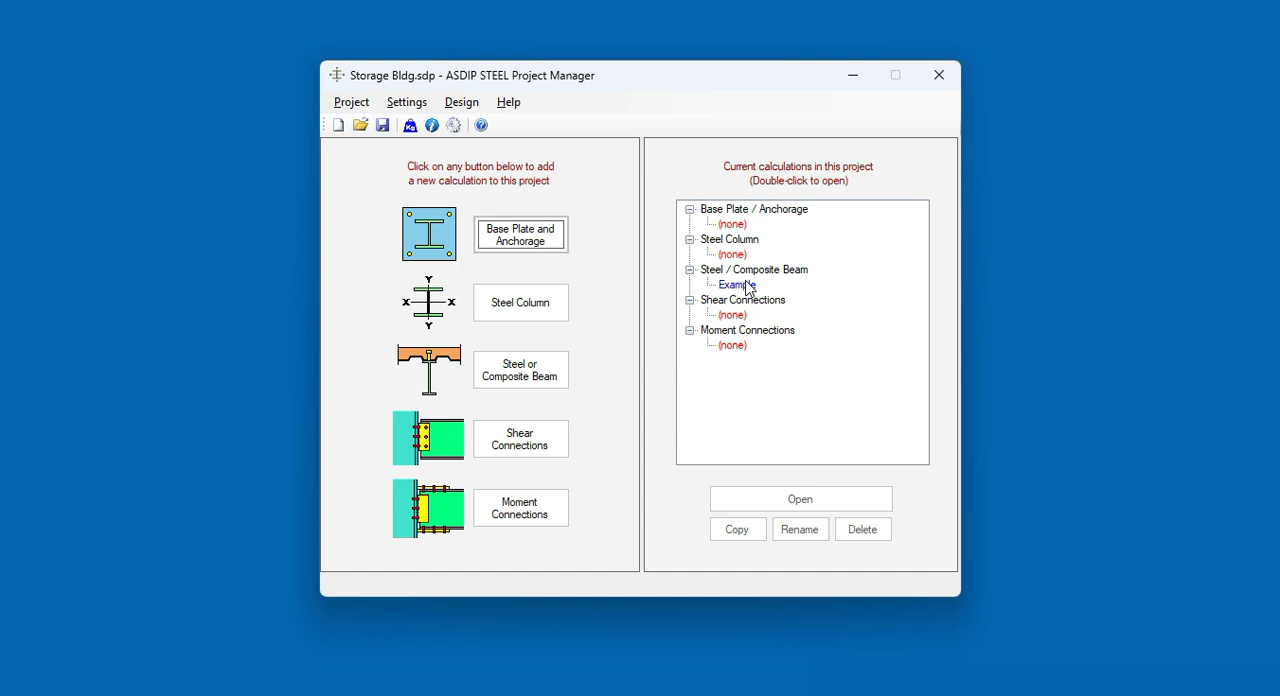 Storage Bldg.sdp - ASDIP STEEL Project Manager
Project Settings Design Help
Kg
Click on any button below to add
a new calculation to this project
Base Plate and
Anchorage
Y
X X
Y
Steel Column
Steel or
Composite Beam
Shear
Connections
Moment
Connections
Current calculations in this project
(Double-click to open)
Base Plate / Anchorage
(none)
Steel Column
(none)
Steel / Composite Beam
Example
Shear Connections
(none)
Moment Connections
(none)
Open
Copy Rename Delete